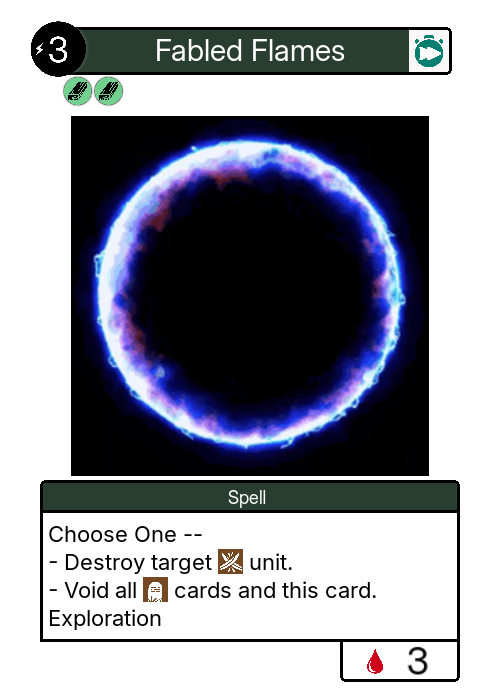 3
Fabled Flames
Spell
Choose One --
- Destroy target unit.
- Void all cards and this card.
Exploration
3